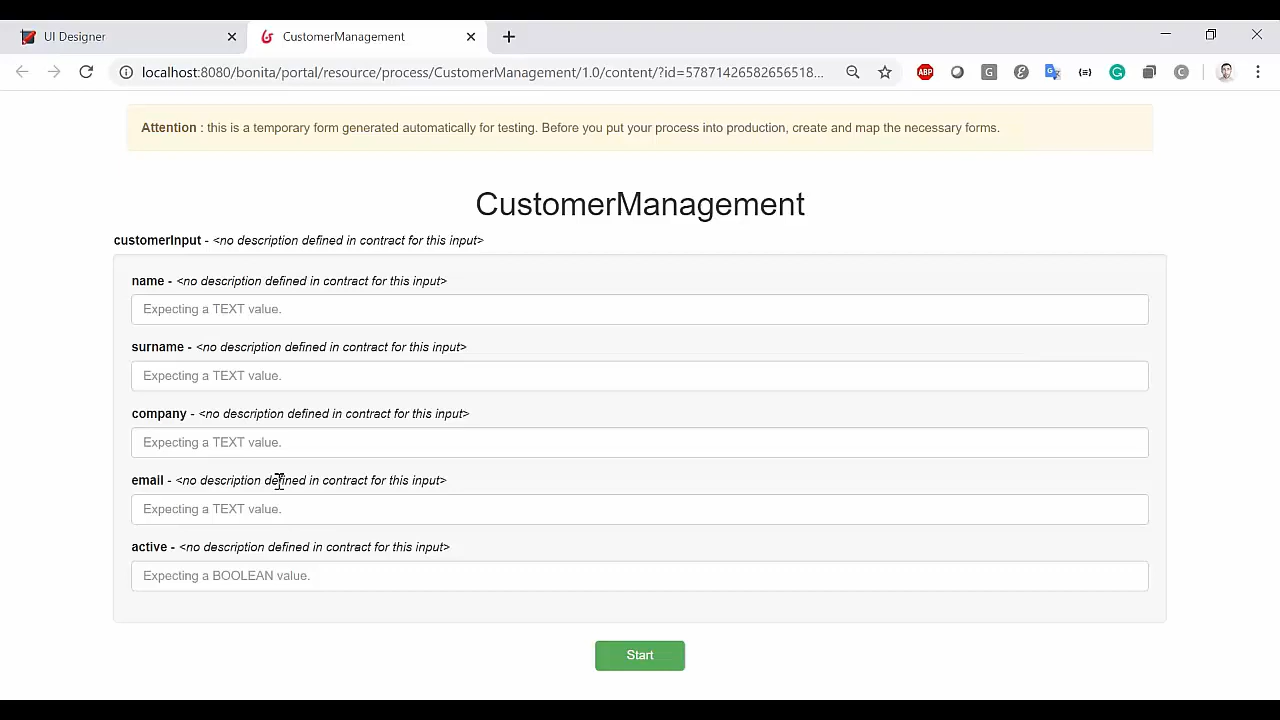 UI Designer
CustomerManagement
localhost:8080/bonita/portal/resource/process/CustomerManagement/1.0/content/?id=57871426582656518...
ABP
Attention : this is a temporary form generated automatically for testing. Before you put your process into production, create and map the necessary forms.
CustomerManagement
customerInput - <no description defined in contract for this input>
name - <no description defined in contract for this input>
Expecting a TEXT value.
surname - <no description defined in contract for this input>
Expecting a TEXT value.
company - <no description defined in contract for this input>
Expecting a TEXT value.
email - <no description defined in contract for this input>
Expecting a TEXT value.
active - <no description defined in contract for this input>
Expecting a BOOLEAN value.
Start